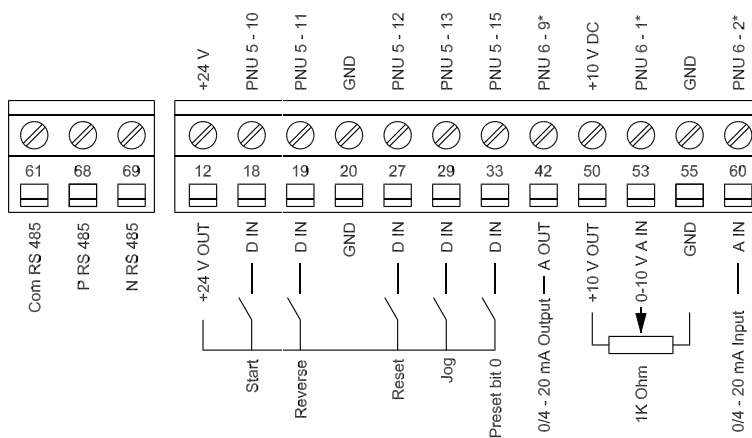 +24 V
PNU 5 - 10
PNU 5 - 11
GND
PNU 5 - 12
PNU 5 - 13
PNU 5 - 15
PNU 6 - 9*
+10 V DC
PNU 6 - 1*
GND
PNU 6 - 2*
61 68 69
12 18 19 20 27 29 33 42 50 53 55 60
Com RS 485
P RS 485
N RS 485
+24 V OUT
D IN
D IN
GND
D IN
D IN
D IN
0/4 - 20 mA Output — A OUT
+10 V OUT
0-10 V A IN
GND
0/4 - 20 mA Input — A IN
Start
Reverse
Reset
Jog
Preset bit 0
1K Ohm